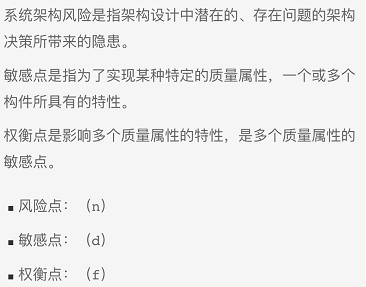 系统架构风险是指架构设计中潜在的、存在问题的架构
决策所带来的隐患。
敏感点是指为了实现某种特定的质量属性，一个或多个
构件所具有的特性。
权衡点是影响多个质量属性的特性，是多个质量属性的
敏感点。
▪ 风险点：（n）
▪ 敏感点：（d）
▪ 权衡点：（f）